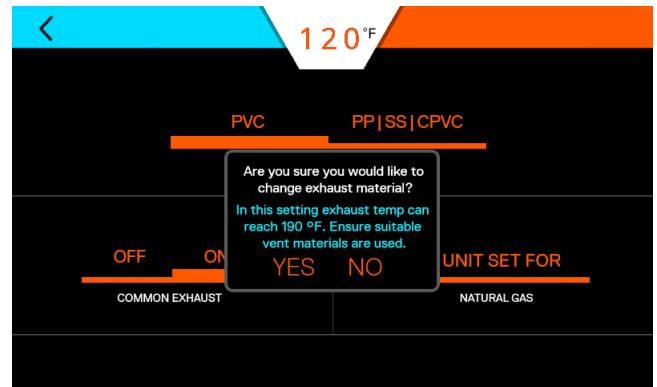 120°F
PVC PP|SS|CPVC
Are you sure you would like to
change exhaust material?
In this setting exhaust temp can
reach 190 ºF. Ensure suitable
vent materials are used.
YES NO
OFF ON
UNIT SET FOR
COMMON EXHAUST
NATURAL GAS